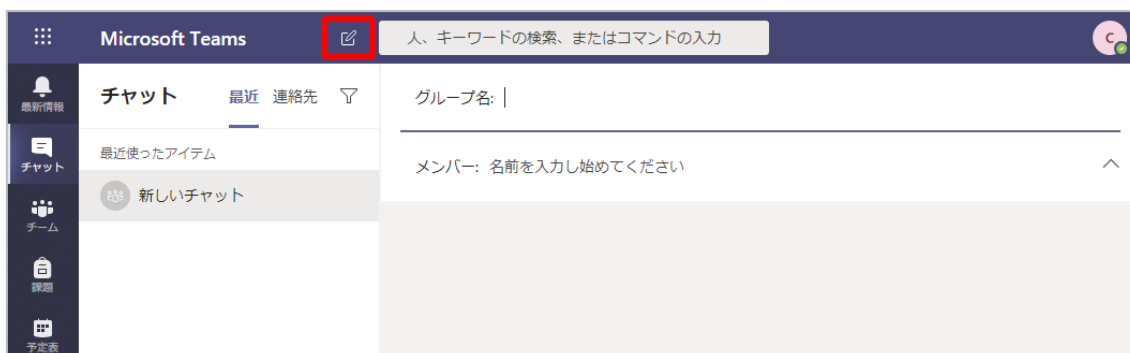 Microsoft Teams
人、キーワードの検索、またはコマンドの入力
C
最新情報
チャット
チーム
課題
予定表
チャット 最近 連絡先
最近使ったアイテム
新しいチャット
グループ名:
メンバー: 名前を入力し始めてください